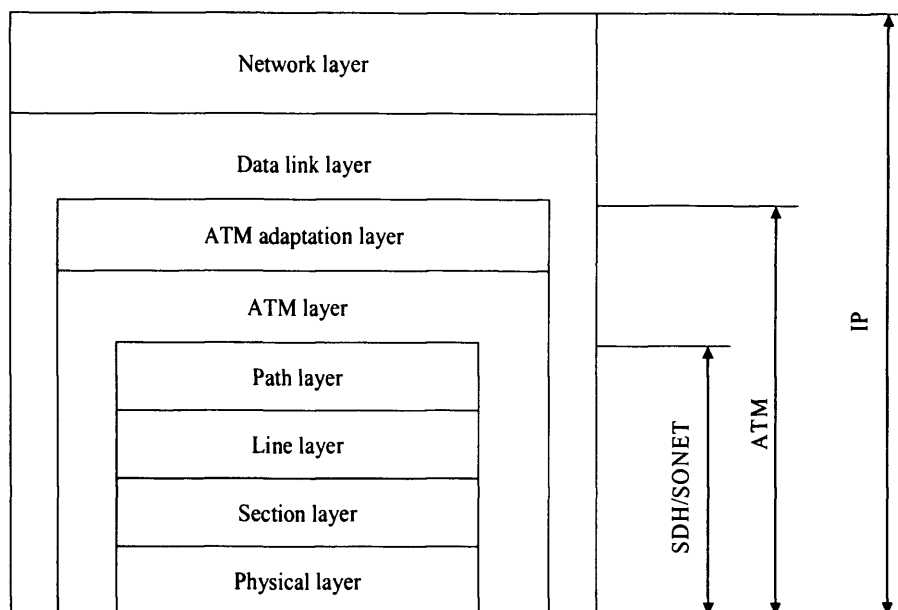 Network layer
Data link layer
ATM adaptation layer
ATM layer
Path layer
Line layer
Section layer
Physical layer
SDH/SONET
ATM
IP